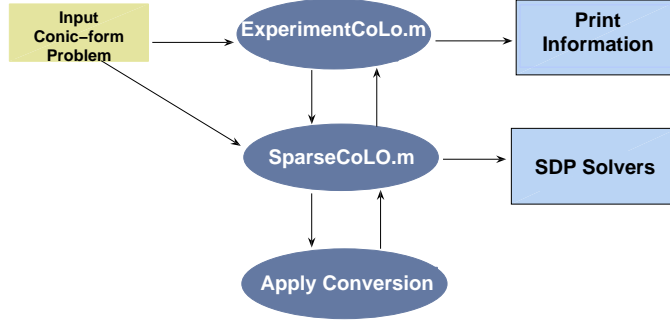 Input
Conic−form
Problem
ExperimentCoLo.m
Print
Information
SparseCoLO.m
SDP Solvers
Apply Conversion